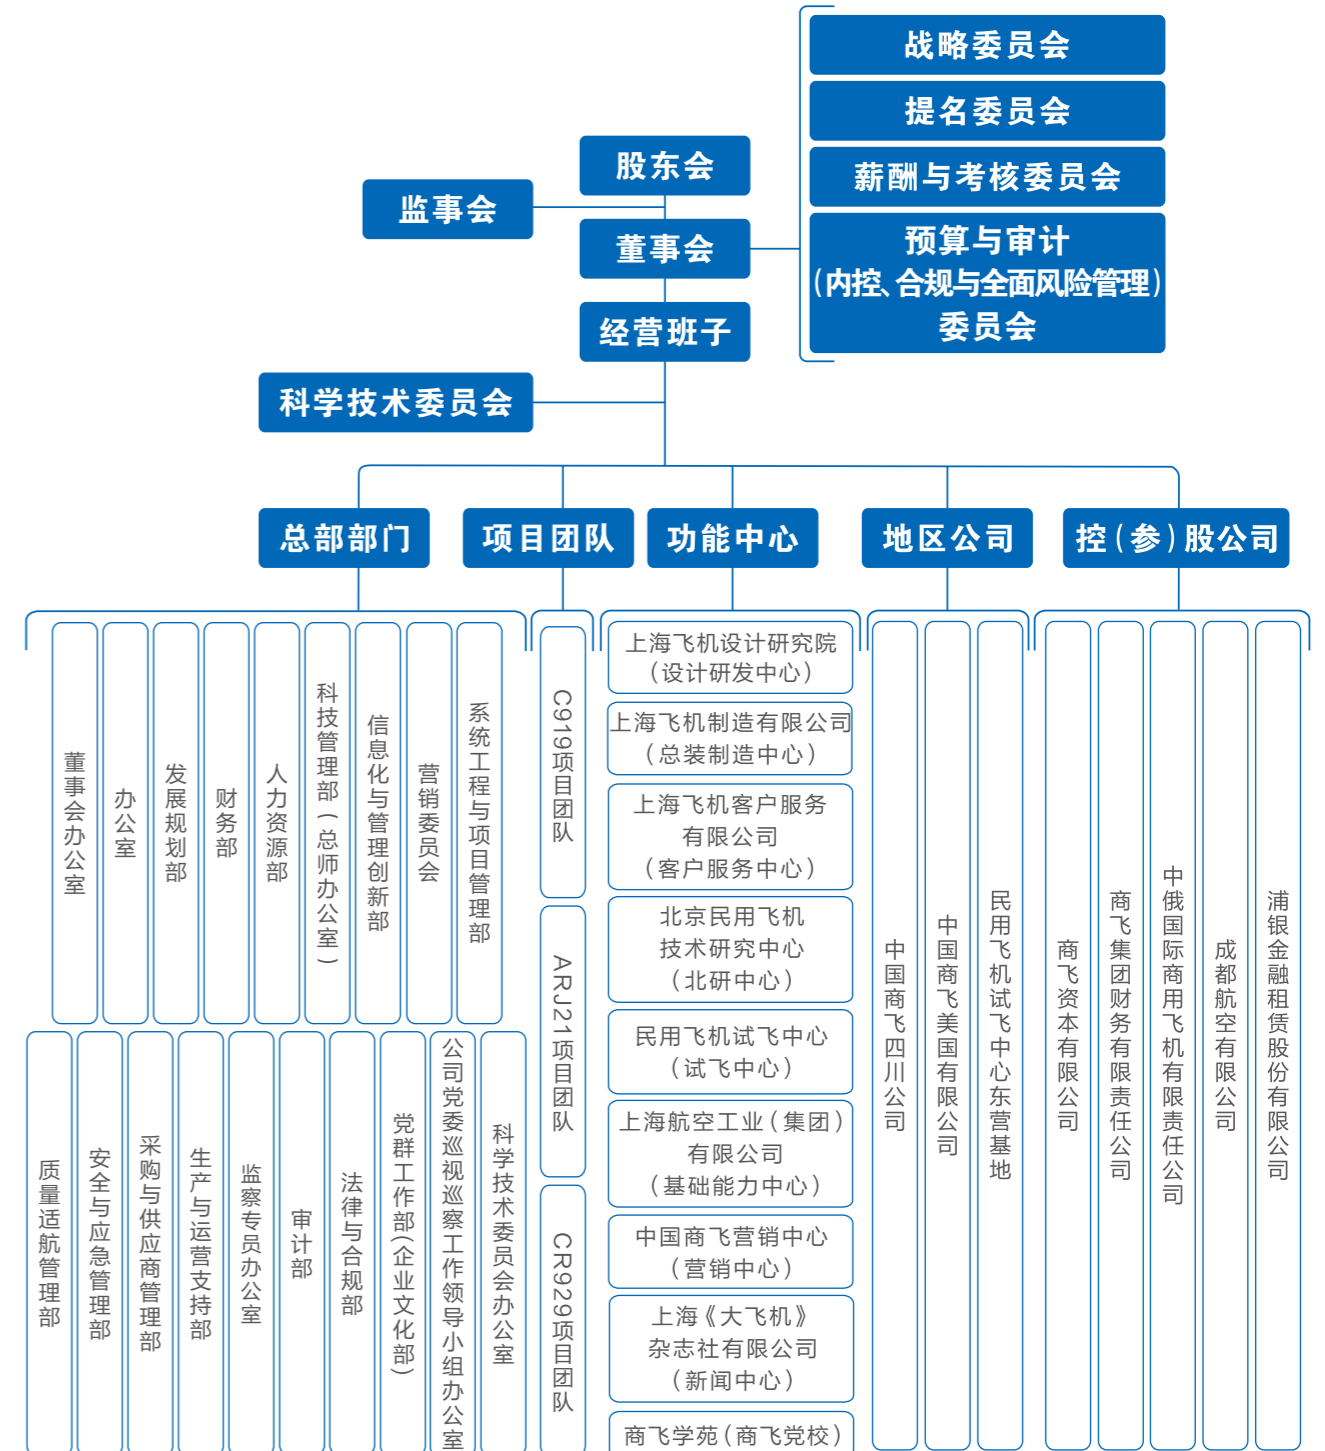 战略委员会
提名委员会
薪酬与考核委员会
预算与审计
(内控、合规与全面风险管理)
委员会
股东会
监事会
董事会
经营班子
科学技术委员会
总部部门
项目团队
功能中心
地区公司
控(参)股公司
董事会办公室
办公室
发展规划部
财务部
人力资源部
科技管理部(总师办公室)
信息化与管理创新部
营销委员会
系统工程与项目管理部
质量适航管理部
安全与应急管理部
采购与供应商管理部
生产与运营支持部
监察专员办公室
审计部
法律与合规部
党群工作部(企业文化部)
公司党委巡视巡察工作领导小组办公室
科学技术委员会办公室
C919项目团队
ARJ21项目团队
CR929项目团队
上海飞机设计研究院
(设计研发中心)
上海飞机制造有限公司
(总装制造中心)
上海飞机客户服务
有限公司
(客户服务中心)
北京民用飞机
技术研究中心
(北研中心)
民用飞机试飞中心
(试飞中心)
上海航空工业(集团)
有限公司
(基础能力中心)
中国商飞营销中心
(营销中心)
上海《大飞机》
杂志社有限公司
(新闻中心)
商飞学苑(商飞党校)
中国商飞四川公司
中国商飞美国有限公司
民用飞机试飞中心东营基地
商飞资本有限公司
商飞集团财务有限责任公司
中俄国际商用飞机有限责任公司
成都航空有限公司
浦银金融租赁股份有限公司